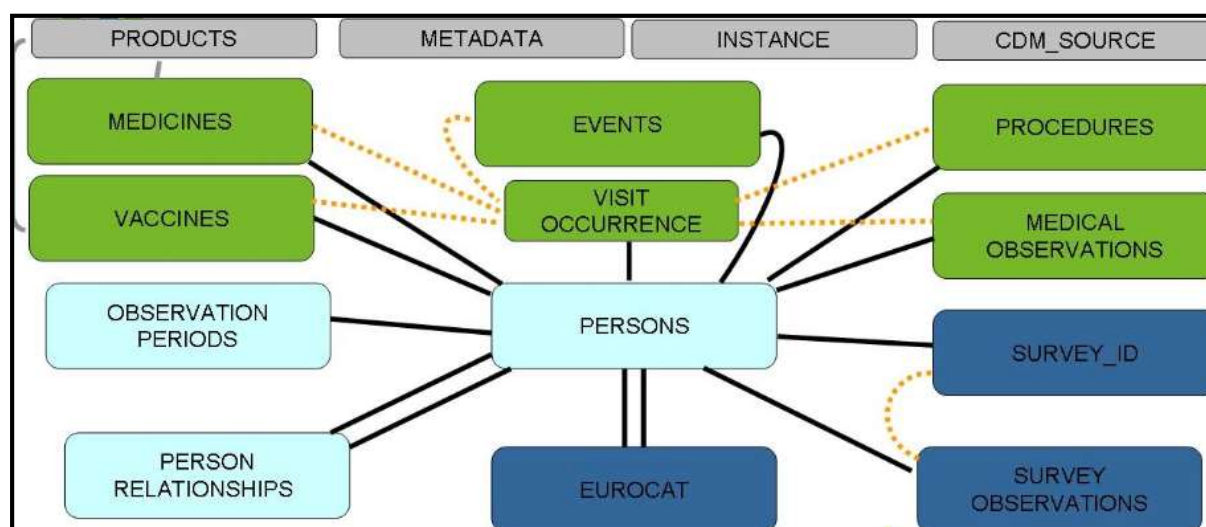 PRODUCTS
METADATA
INSTANCE
CDM_SOURCE
MEDICINES
EVENTS
PROCEDURES
VACCINES
VISIT
OCCURRENCE
MEDICAL
OBSERVATIONS
OBSERVATION
PERIODS
PERSONS
SURVEY_ID
PERSON
RELATIONSHIPS
EUROCAT
SURVEY
OBSERVATIONS